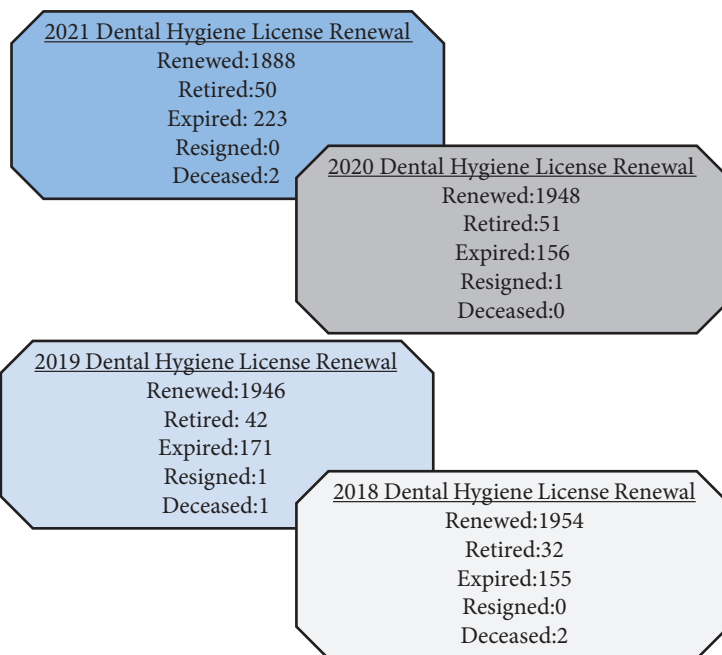 2021 Dental Hygiene License Renewal
Renewed:1888
Retired:50
Expired: 223
Resigned:0
Deceased:2
2020 Dental Hygiene License Renewal
Renewed:1948
Retired:51
Expired:156
Resigned:1
Deceased:0
2019 Dental Hygiene License Renewal
Renewed:1946
Retired: 42
Expired:171
Resigned:1
Deceased:1
2018 Dental Hygiene License Renewal
Renewed:1954
Retired:32
Expired:155
Resigned:0
Deceased:2